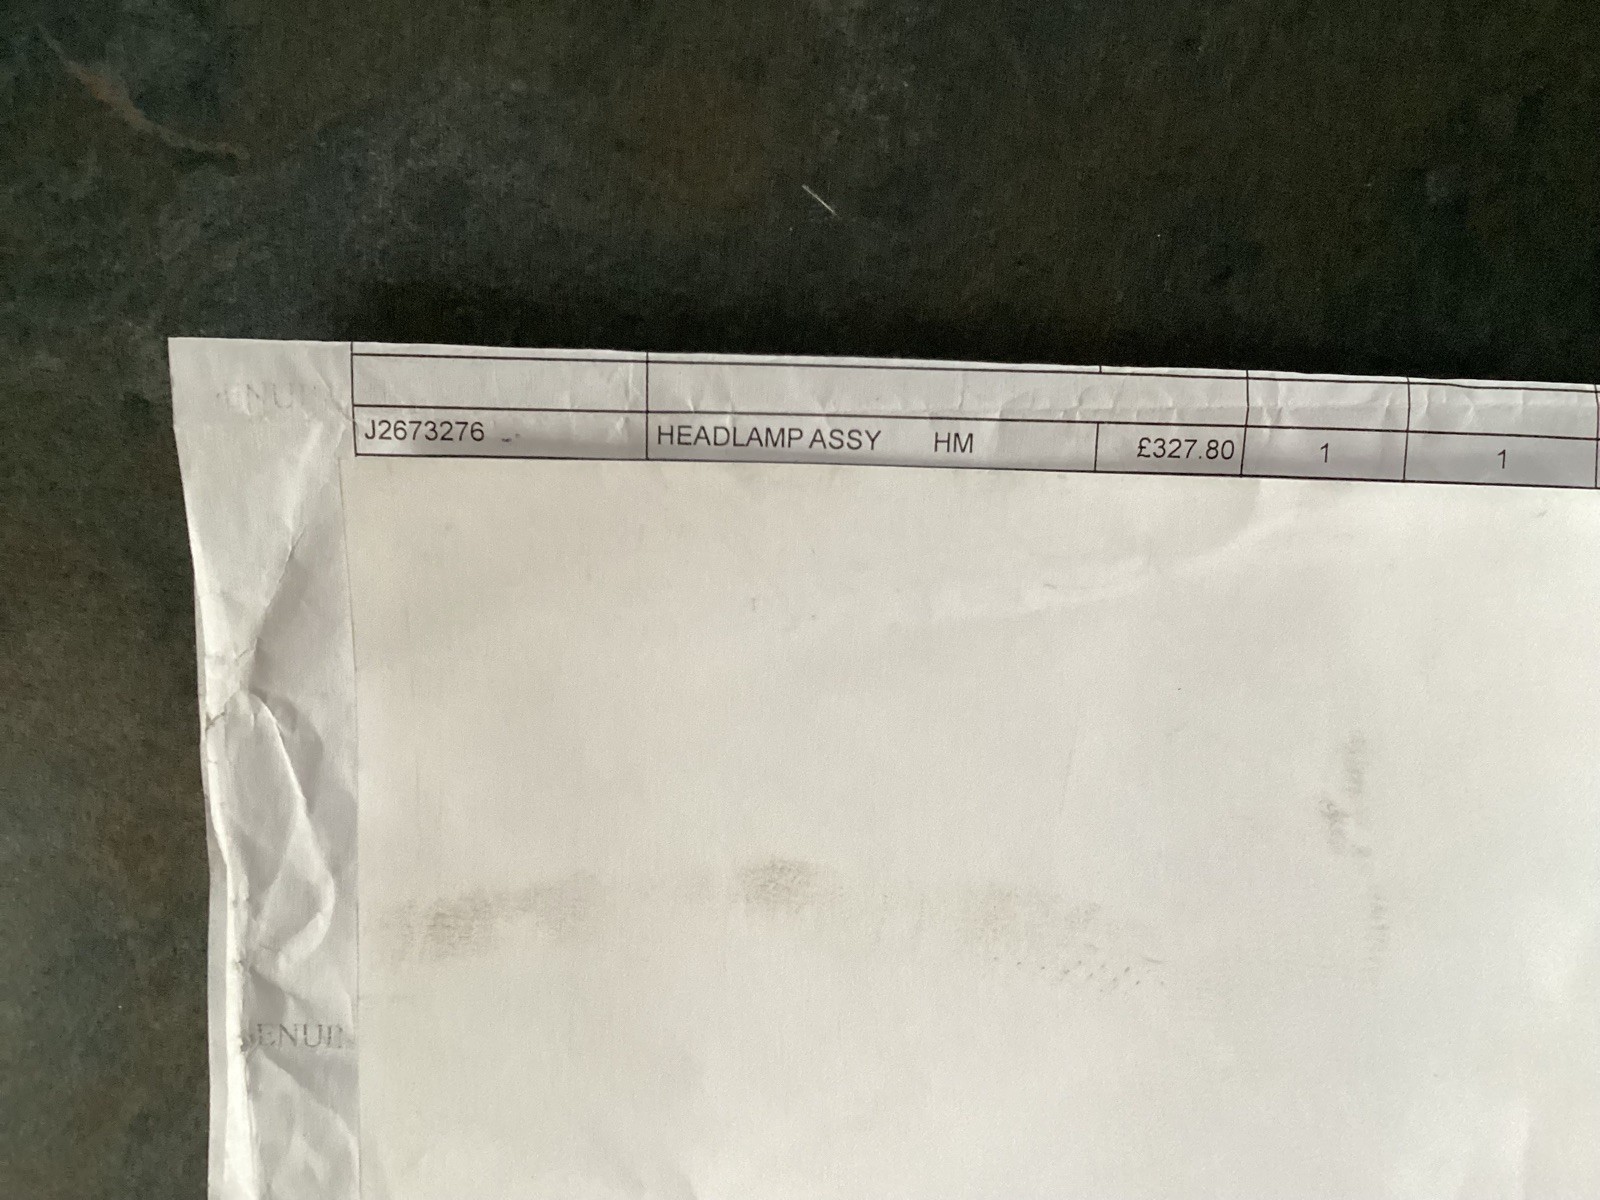 J2673276
HEADLAMP ASSY HM
£327.80
1
1